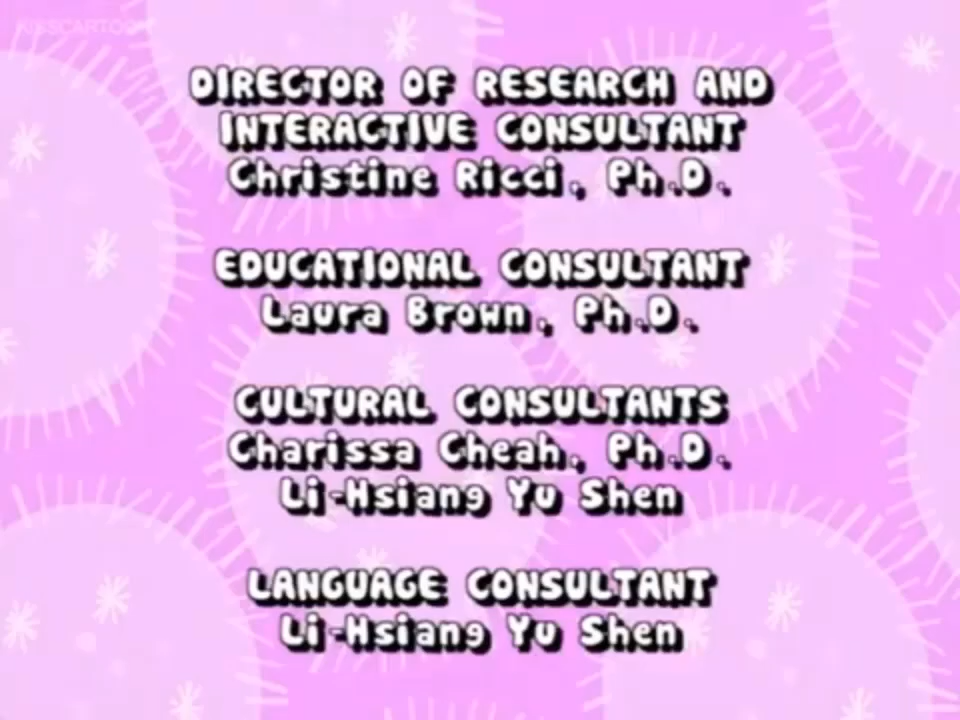 KISSCARTOON
DIRECTOR OF RESEARCH AND
INTERACTIVE CONSULTANT
Christine Ricci, Ph.D.
EDUCATIONAL CONSULTANT
Laura Brown, Ph.D.
CULTURAL CONSULTANTS
Charissa Cheah, Ph.D.
Li-Hsiang Yu Shen
LANGUAGE CONSULTANT
Li-Hsiang Yu Shen